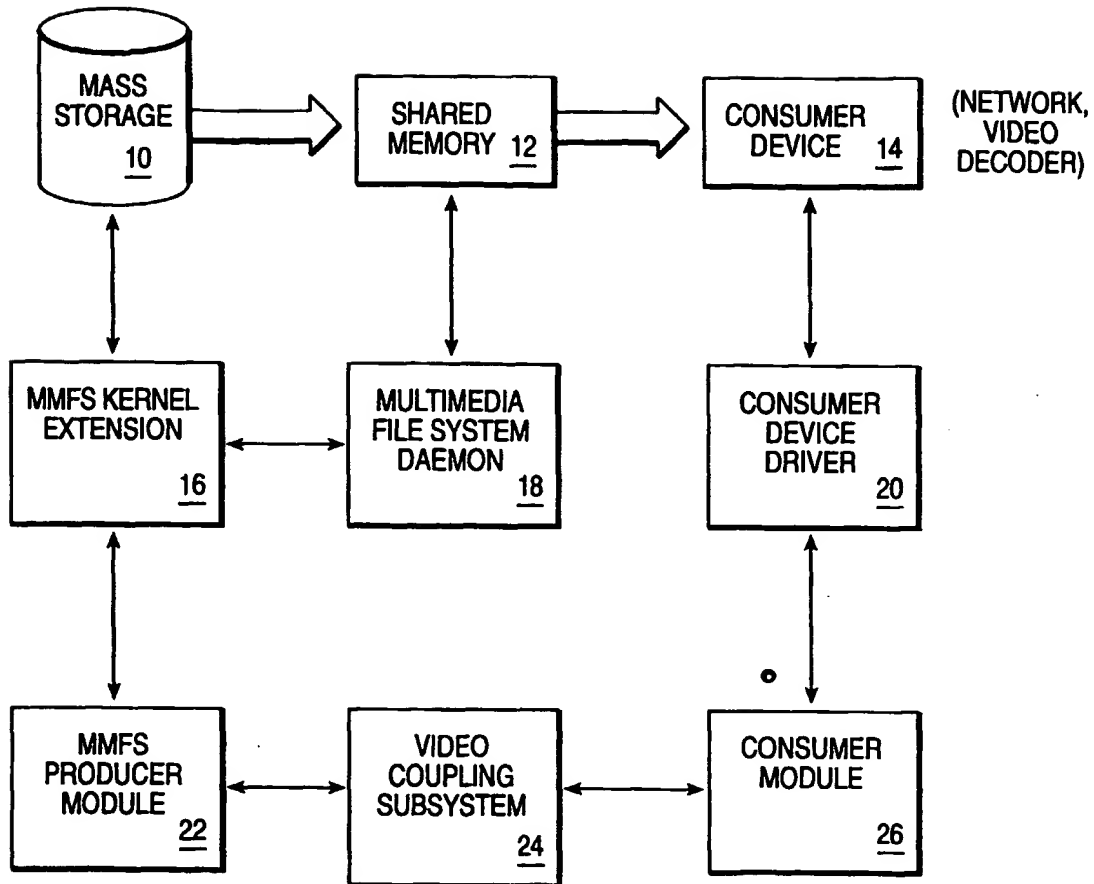 MASS
STORAGE
10
SHARED
MEMORY
12
CONSUMER
DEVICE
14
(NETWORK,
VIDEO
DECODER)
MMFS KERNEL
EXTENSION
16
MULTIMEDIA
FILE SYSTEM
DAEMON
18
CONSUMER
DEVICE
DRIVER
20
MMFS
PRODUCER
MODULE
22
VIDEO
COUPLING
SUBSYSTEM
24
CONSUMER
MODULE
26